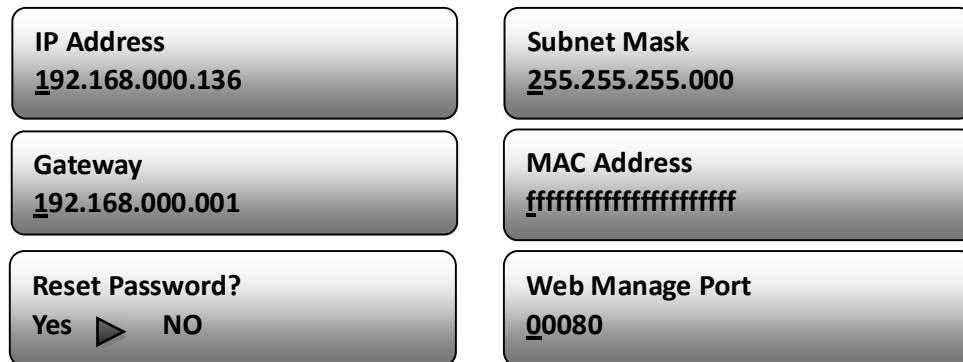 IP Address
192.168.000.136
Subnet Mask
255.255.255.000
Gateway
192.168.000.001
MAC Address
ffffffffffffffffffffff
Reset Password?
Yes NO
Web Manage Port
00080